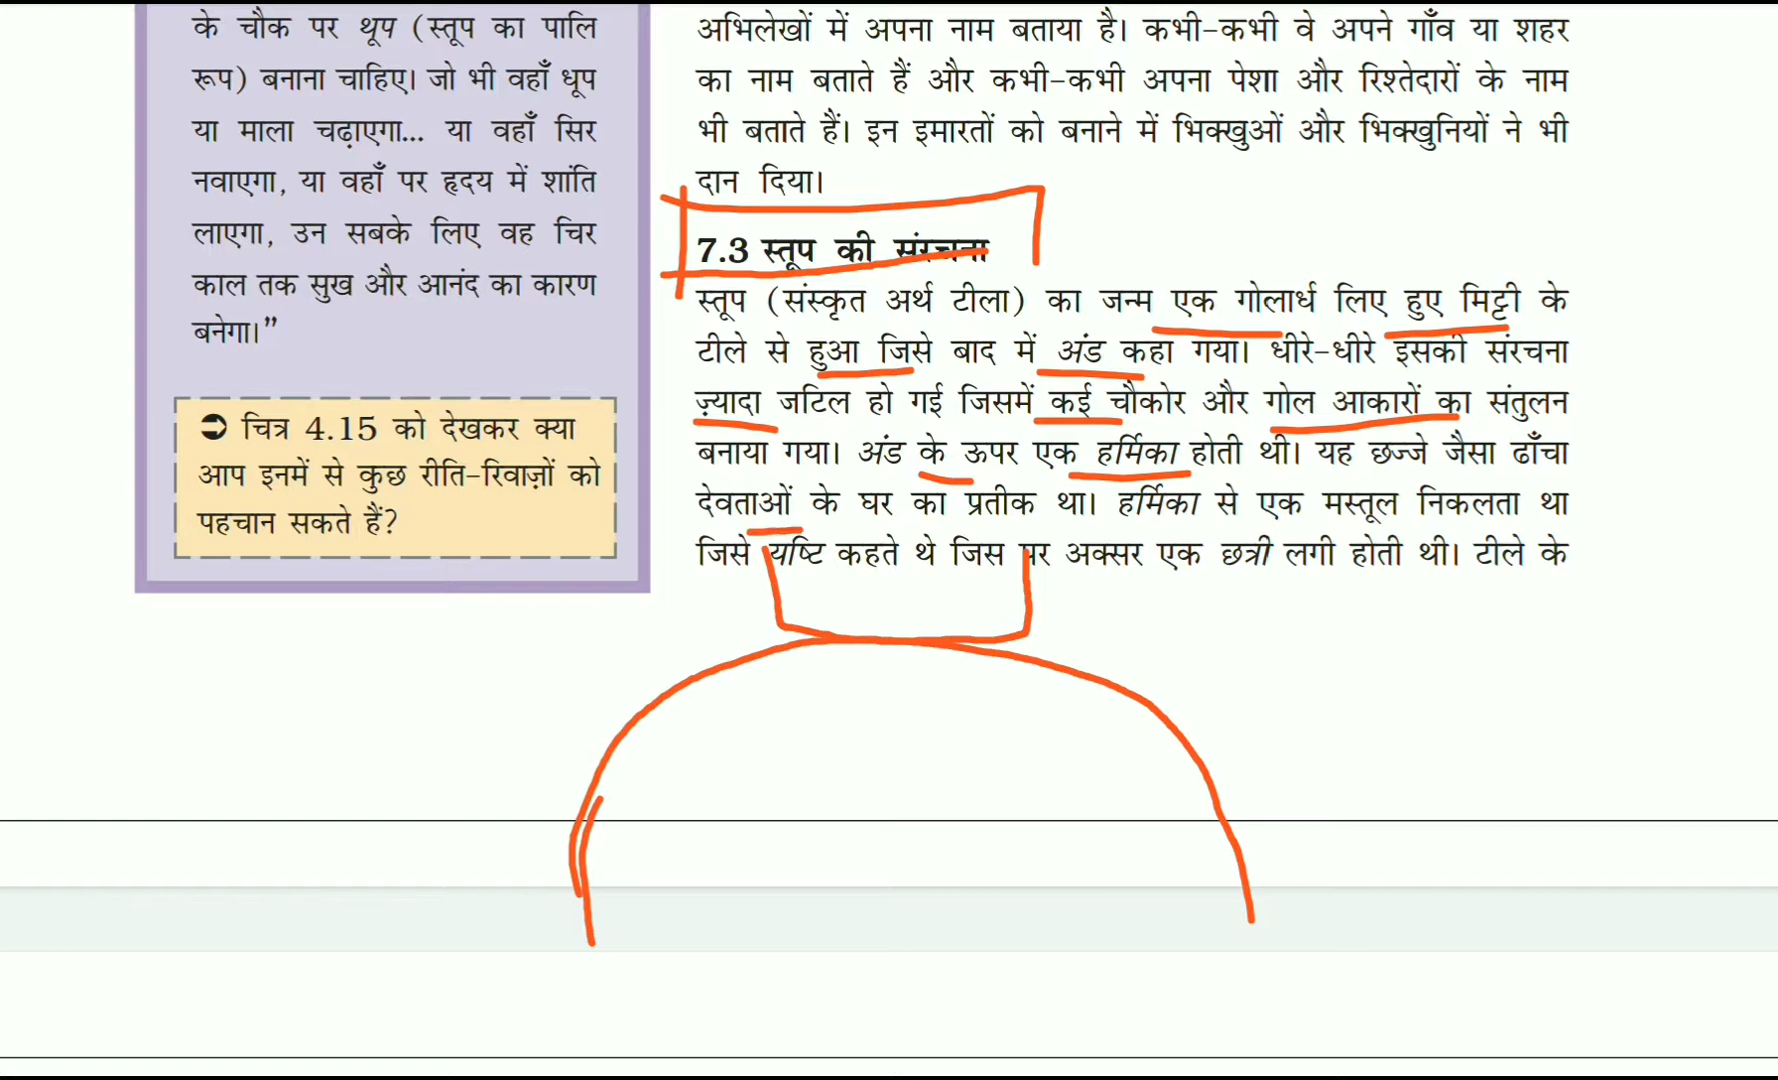 के चौक पर थूप (स्तूप का पालि
रूप) बनाना चाहिए। जो भी वहाँ धूप
या माला चढ़ाएगा... या वहाँ सिर
नवाएगा, या वहाँ पर हृदय में शांति
लाएगा, उन सबके लिए वह चिर
काल तक सुख और आनंद का कारण
बनेगा।”
➲ चित्र 4.15 को देखकर क्या
आप इनमें से कुछ रीति-रिवाज़ों को
पहचान सकते हैं?
अभिलेखों में अपना नाम बताया है। कभी-कभी वे अपने गाँव या शहर
का नाम बताते हैं और कभी-कभी अपना पेशा और रिश्तेदारों के नाम
भी बताते हैं। इन इमारतों को बनाने में भिक्खुओं और भिक्खुनियों ने भी
दान दिया।
7.3 स्तूप की संरचना
स्तूप (संस्कृत अर्थ टीला) का जन्म एक गोलार्ध लिए हुए मिट्टी के
टीले से हुआ जिसे बाद में अंड कहा गया। धीरे-धीरे इसकी संरचना
ज़्यादा जटिल हो गई जिसमें कई चौकोर और गोल आकारों का संतुलन
बनाया गया। अंड के ऊपर एक हर्मिका होती थी। यह छज्जे जैसा ढाँचा
देवताओं के घर का प्रतीक था। हर्मिका से एक मस्तूल निकलता था
जिसे यष्टि कहते थे जिस पर अक्सर एक छत्री लगी होती थी। टीले के